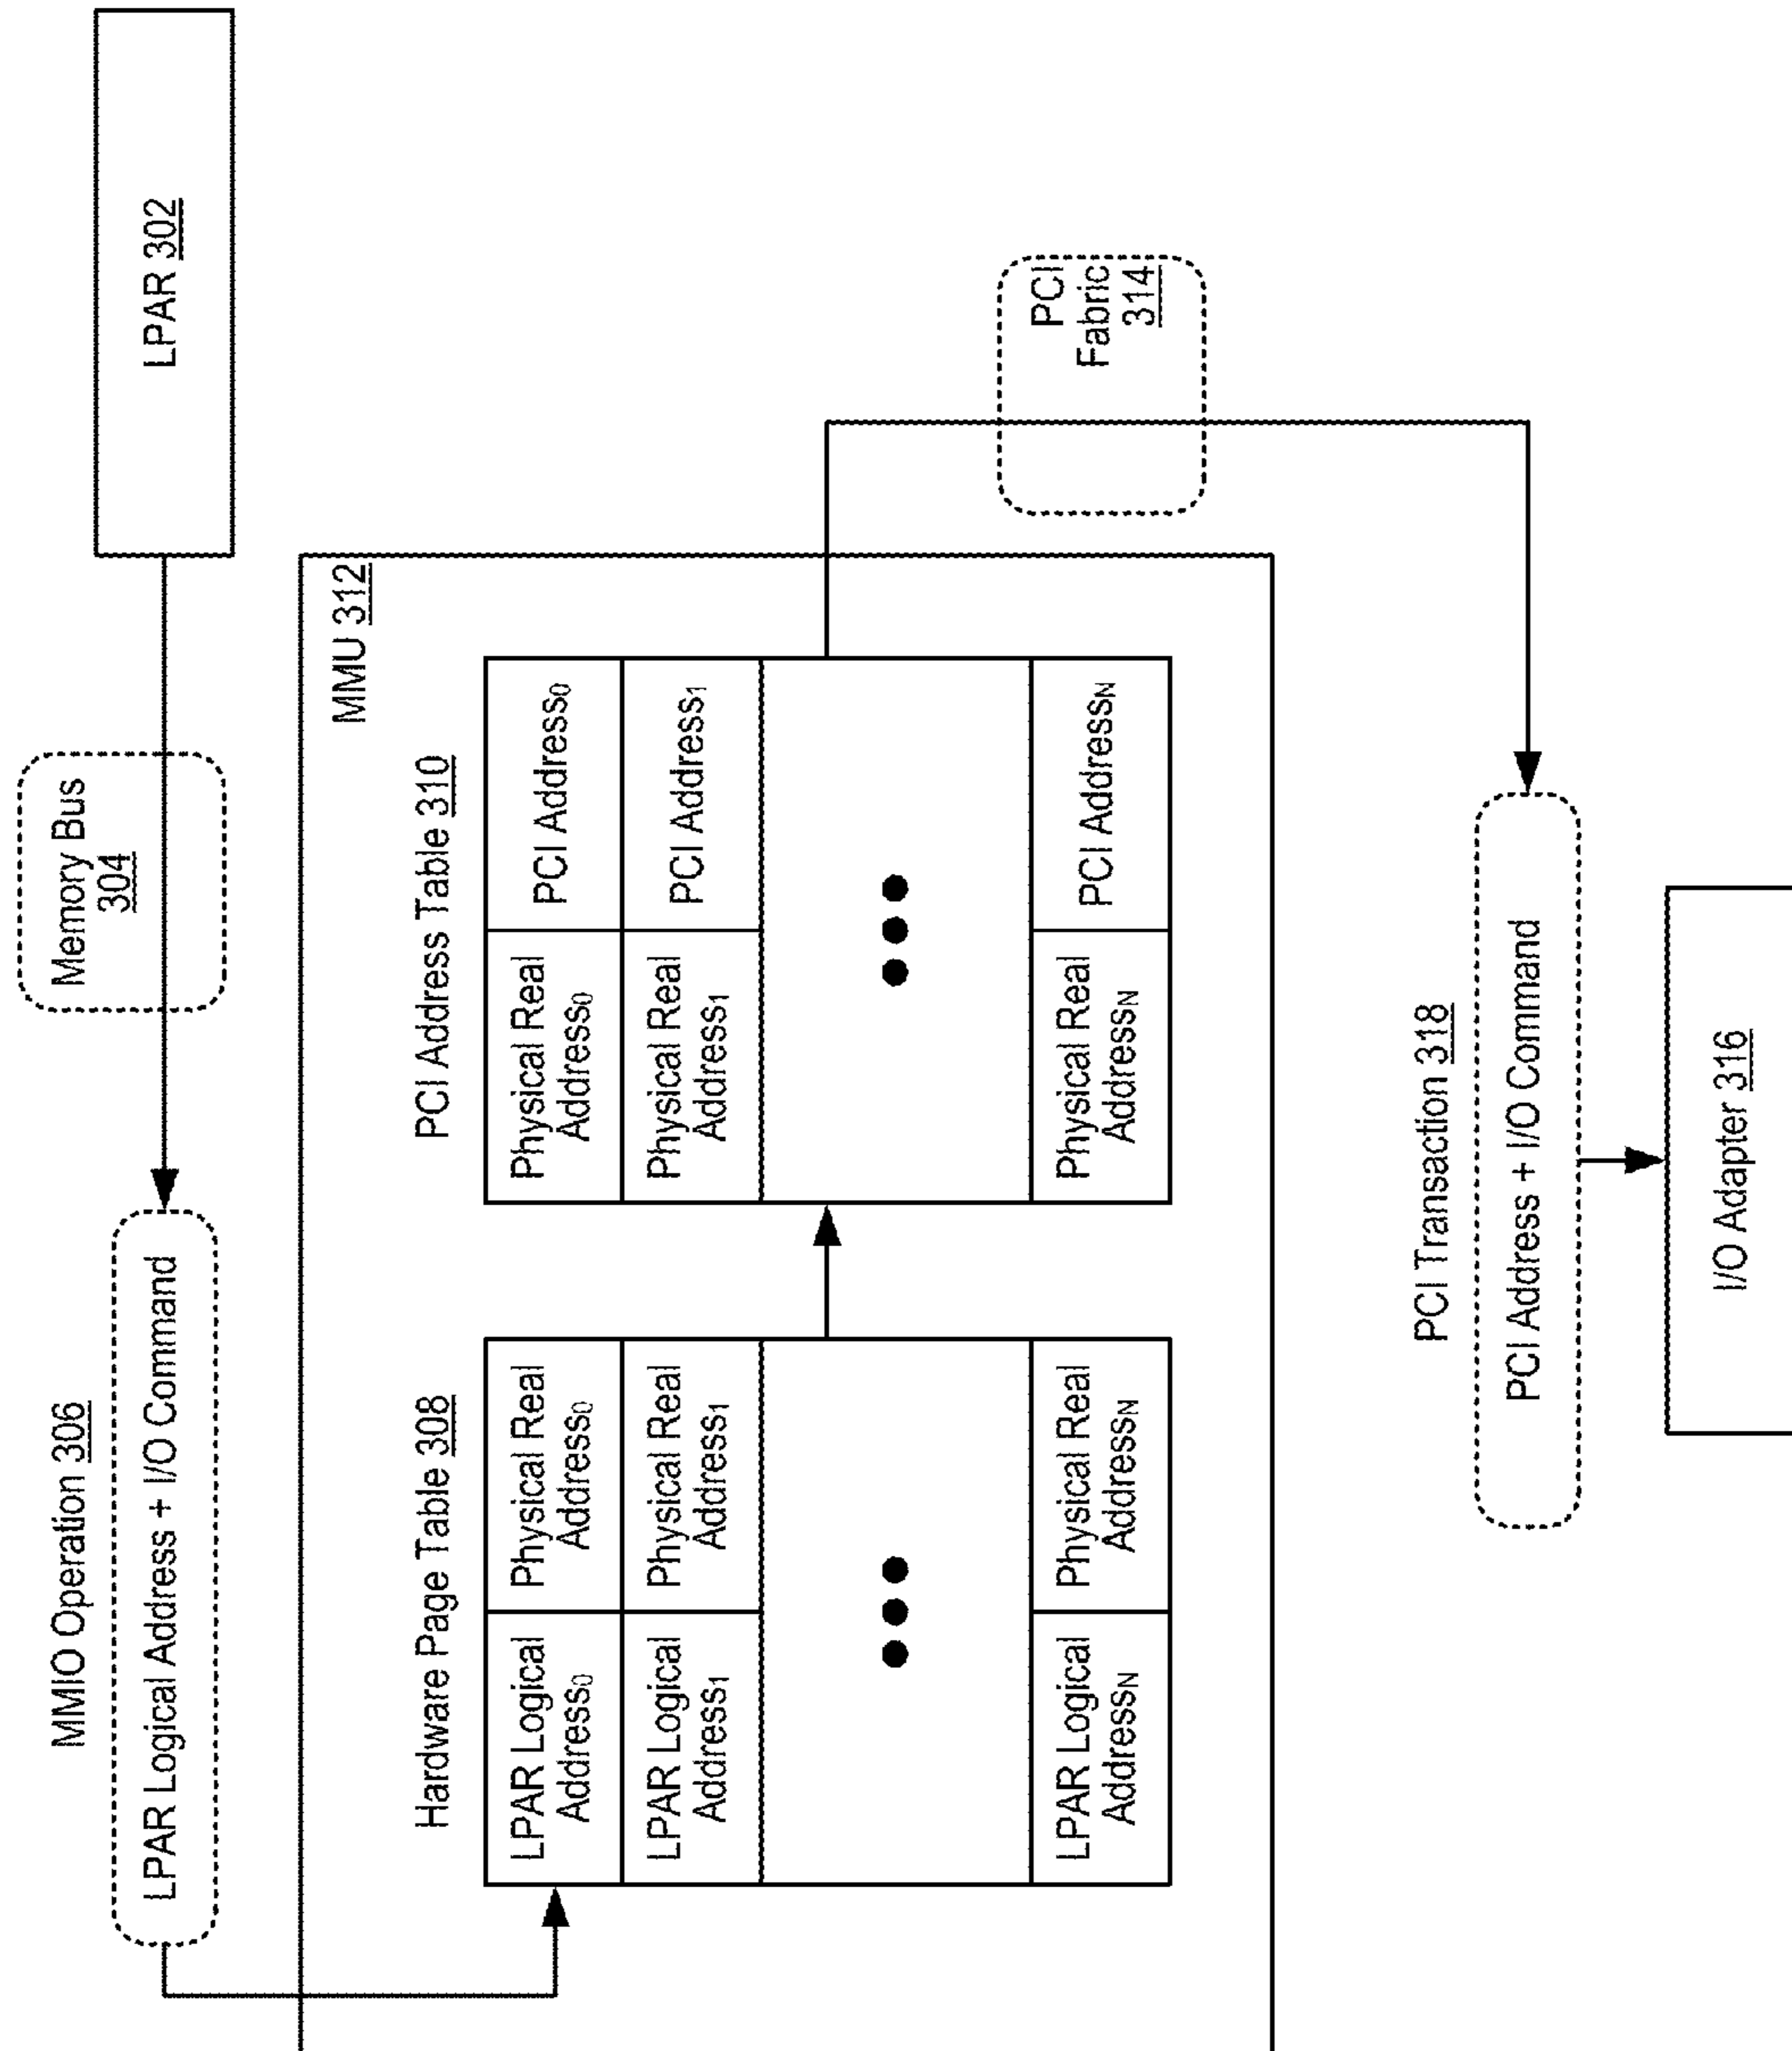 LPAR 302
Memory Bus
304
MMIO Operation 306
LPAR Logical Address + I/O Command
MMU 312
Hardware Page Table 308
LPAR Logical
Address0
Physical Real
Address0
LPAR Logical
Address1
Physical Real
Address1
LPAR Logical
AddressN
Physical Real
AddressN
PCI Address Table 310
Physical Real
Address0
PCI Address0
Physical Real
Address1
PCI Address1
Physical Real
AddressN
PCI AddressN
PCI
Fabric
314
PCI Transaction 318
PCI Address + I/O Command
I/O Adapter 316